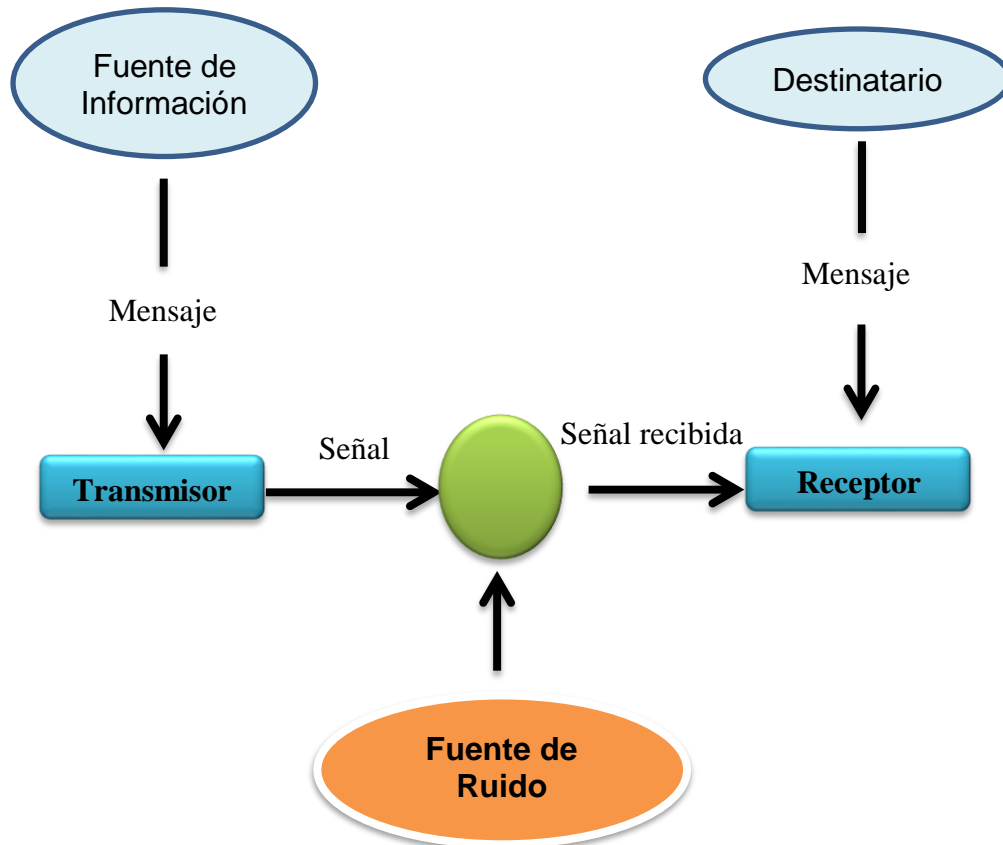 Fuente de
Información
Destinatario
Mensaje
Mensaje
Señal
Señal recibida
Transmisor
Receptor
Fuente de
Ruido